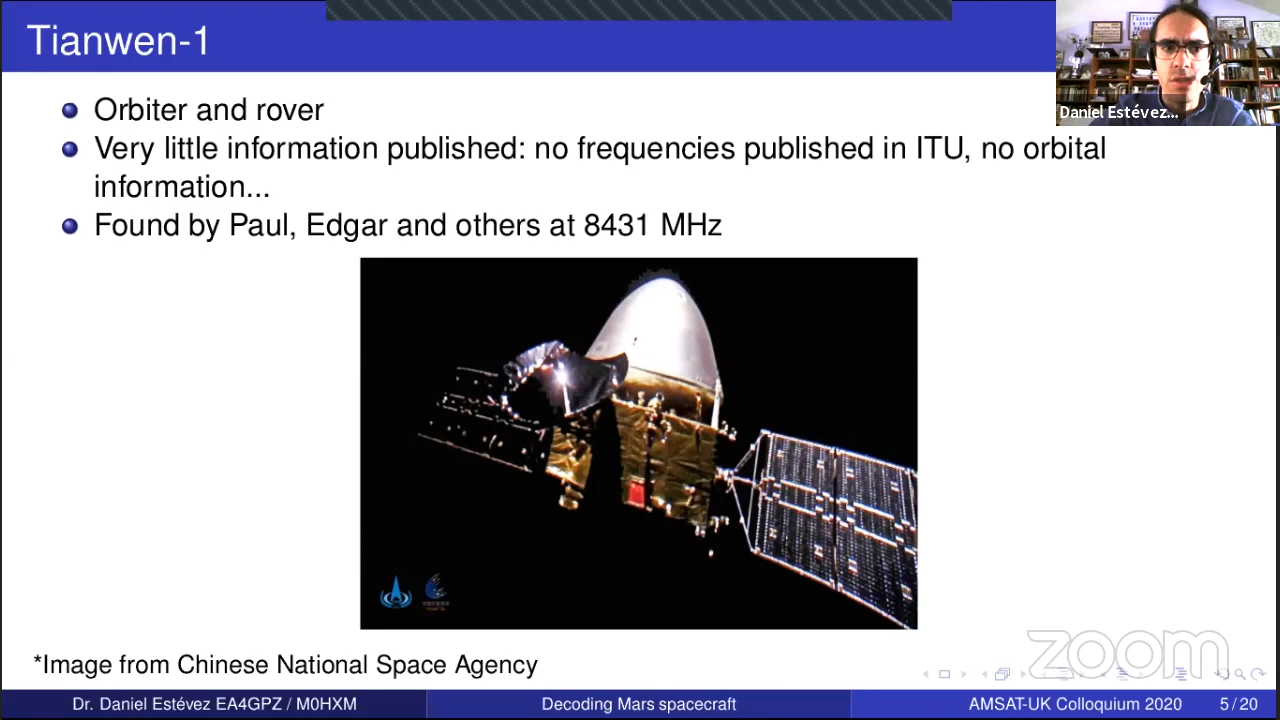 Tianwen-1
Daniel Estévez...
Orbiter and rover
Very little information published: no frequencies published in ITU, no orbital
information...
Found by Paul, Edgar and others at 8431 MHz
*Image from Chinese National Space Agency
zoom
Dr. Daniel Estévez EA4GPZ / M0HXM
Decoding Mars spacecraft
AMSAT-UK Colloquium 2020
5 / 20